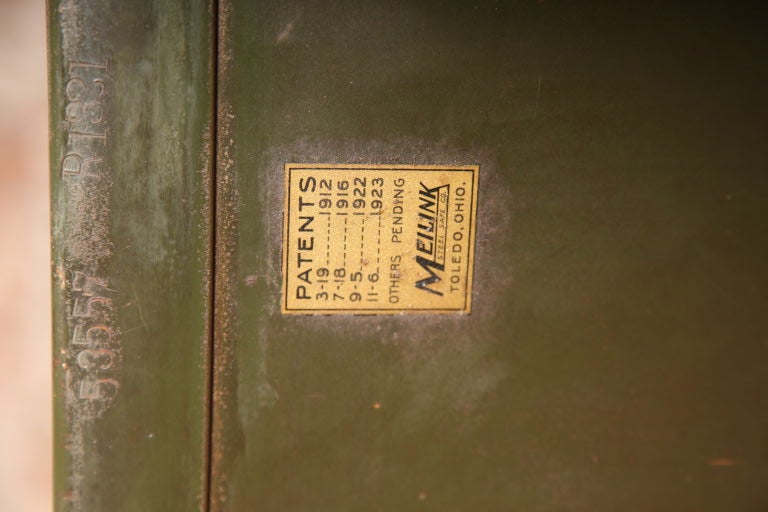 53557 R1831
PATENTS
3-19------1912
7-18------1916
9-5-------1922
11-6------1923
OTHERS PENDING
MEILINK
STEEL SAFE CO.
TOLEDO, OHIO.